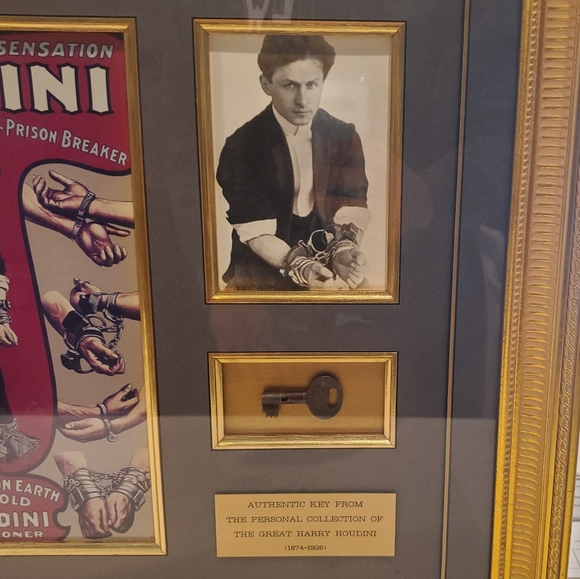 SENSATION
INI
-PRISON BREAKER
ON EARTH
OLD
DINI
ONER
AUTHENTIC KEY FROM
THE PERSONAL COLLECTION OF
THE GREAT HARRY HOUDINI
(1874-1926)